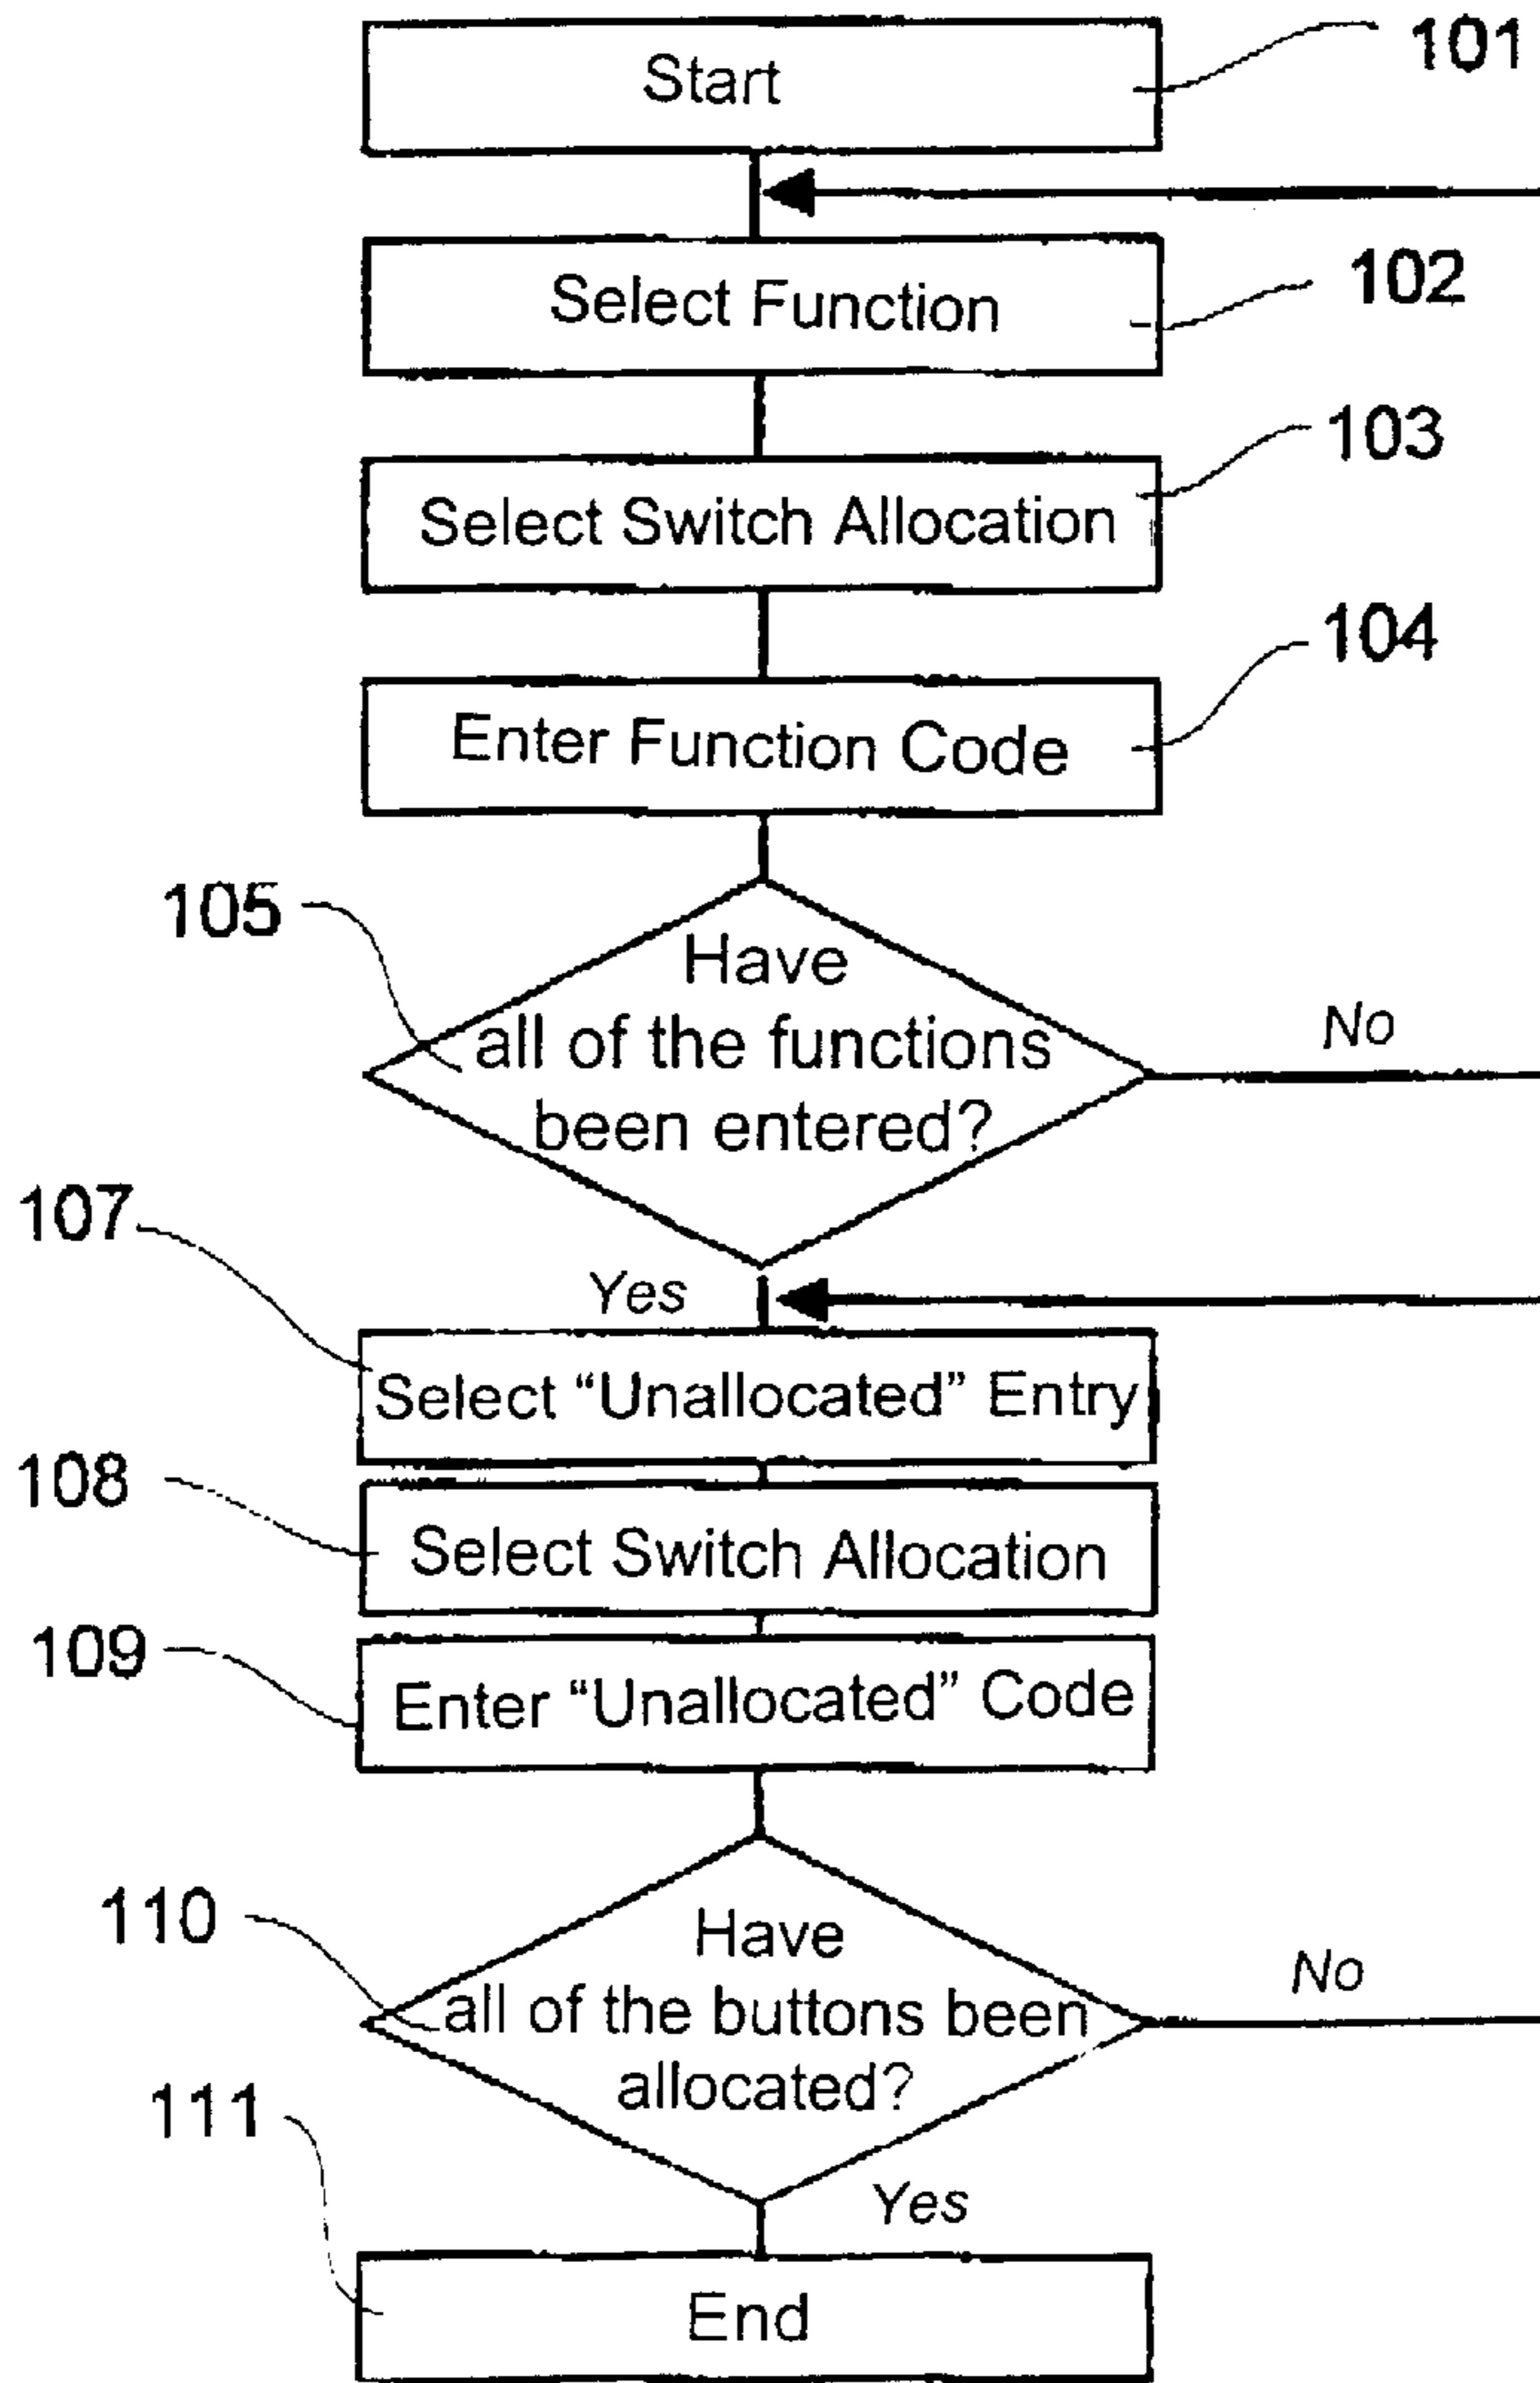 Start
101
Select Function
102
Select Switch Allocation
103
Enter Function Code
104
105
Have
all of the functions
been entered?
No
107
Yes
Select “Unallocated” Entry
108
Select Switch Allocation
109
Enter “Unallocated” Code
110
Have
all of the buttons been
allocated?
No
111
Yes
End